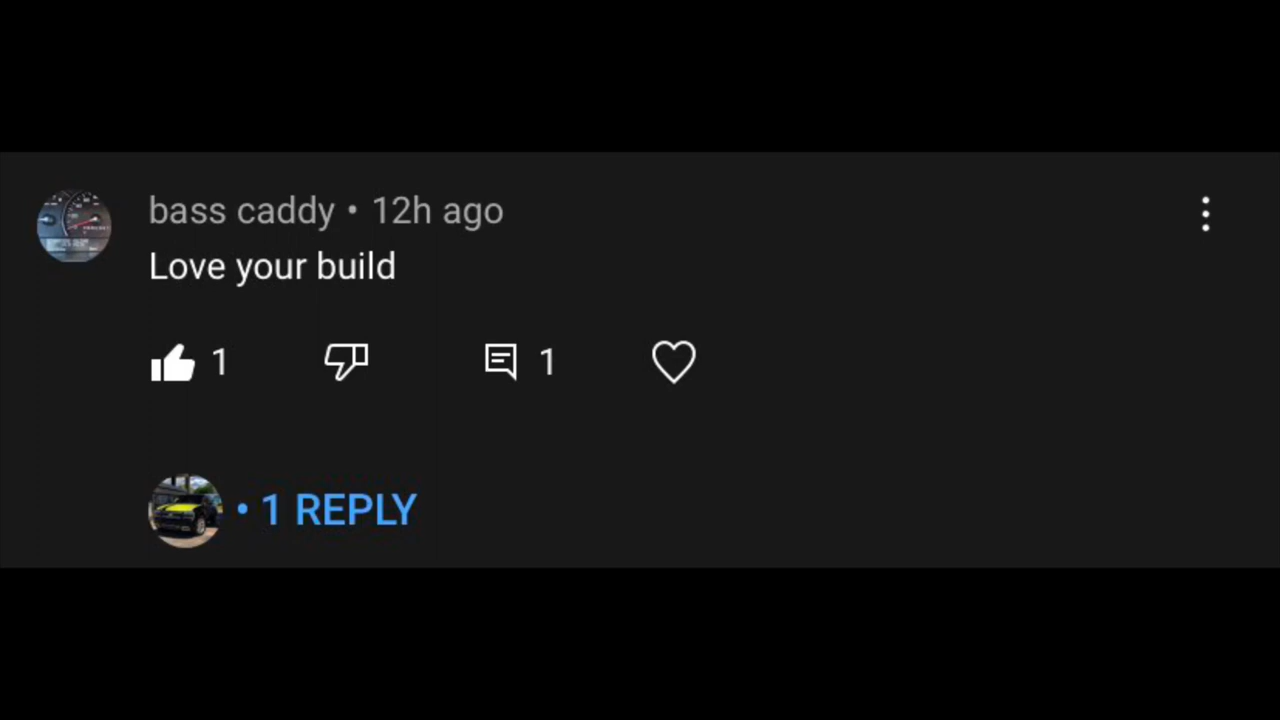 bass caddy • 12h ago
Love your build
1 1
• 1 REPLY